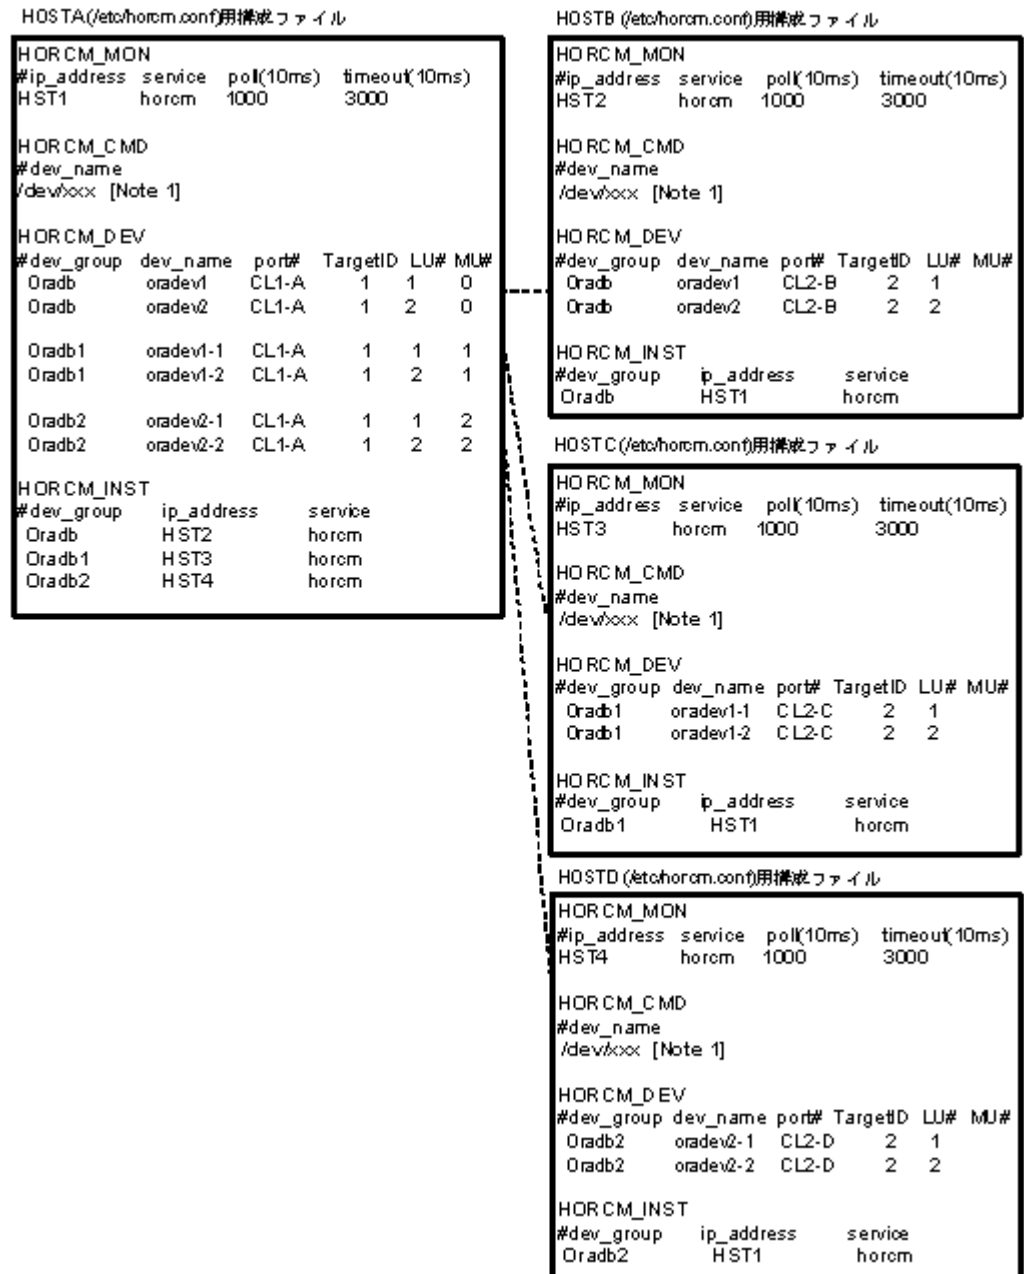 HOSTA(/etc/horcm.conf)用構成ファイル
HORCM_MON
#ip_address service poll(10ms) timeout(10ms)
HST1 horcm 1000 3000
HORCM_CMD
#dev_name
/dev/xxx [Note 1]
HORCM_DEV
#dev_group dev_name port# TargetID LU# MU#
Oradb oradev1 CL1-A 1 1 0
Oradb oradev2 CL1-A 1 2 0
Oradb1 oradev1-1 CL1-A 1 1 1
Oradb1 oradev1-2 CL1-A 1 2 1
Oradb2 oradev2-1 CL1-A 1 1 2
Oradb2 oradev2-2 CL1-A 1 2 2
HORCM_INST
#dev_group ip_address service
Oradb HST2 horcm
Oradb1 HST3 horcm
Oradb2 HST4 horcm
HOSTB (/etc/horcm.conf)用構成ファイル
HORCM_MON
#ip_address service poll(10ms) timeout(10ms)
HST2 horcm 1000 3000
HORCM_CMD
#dev_name
/dev/xxx [Note 1]
HORCM_DEV
#dev_group dev_name port# TargetID LU# MU#
Oradb oradev1 CL2-B 2 1
Oradb oradev2 CL2-B 2 2
HORCM_INST
#dev_group ip_address service
Oradb HST1 horcm
HOSTC (/etc/horcm.conf)用構成ファイル
HORCM_MON
#ip_address service poll(10ms) timeout(10ms)
HST3 horcm 1000 3000
HORCM_CMD
#dev_name
/dev/xxx [Note 1]
HORCM_DEV
#dev_group dev_name port# TargetID LU# MU#
Oradb1 oradev1-1 CL2-C 2 1
Oradb1 oradev1-2 CL2-C 2 2
HORCM_INST
#dev_group ip_address service
Oradb1 HST1 horcm
HOSTD (/etc/horcm.conf)用構成ファイル
HORCM_MON
#ip_address service poll(10ms) timeout(10ms)
HST4 horcm 1000 3000
HORCM_CMD
#dev_name
/dev/xxx [Note 1]
HORCM_DEV
#dev_group dev_name port# TargetID LU# MU#
Oradb2 oradev2-1 CL2-D 2 1
Oradb2 oradev2-2 CL2-D 2 2
HORCM_INST
#dev_group ip_address service
Oradb2 HST1 horcm